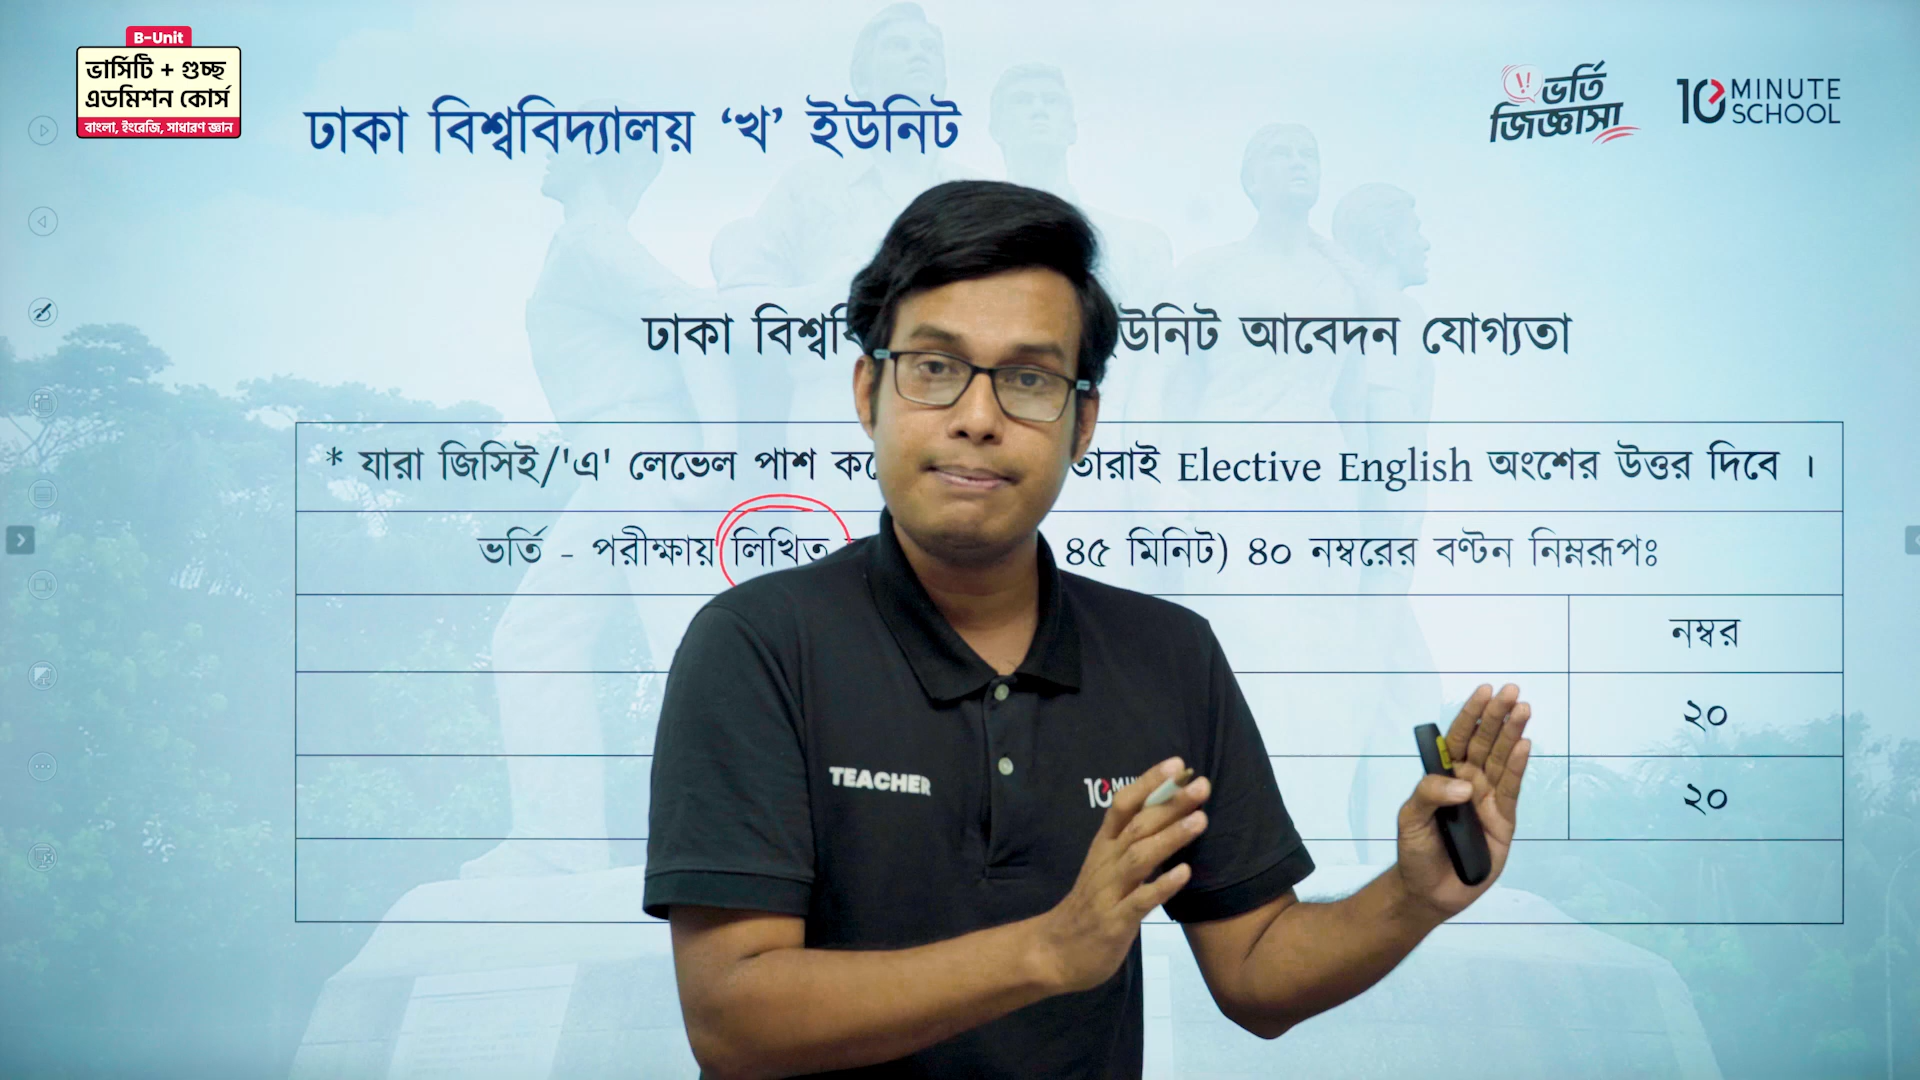 B-Unit
ভার্সিটি + গুচ্ছ
এডমিশন কোর্স
বাংলা, ইংরেজি, সাধারণ জ্ঞান
ঢাকা বিশ্ববিদ্যালয় ‘খ’ ইউনিট
!! ভর্তি
জিজ্ঞাসা
10 MINUTE
SCHOOL
ঢাকা উনিট আবেদন যোগ্যতা
* যারা জিসিই/'এ' লেভেল পাশ তারাই Elective English অংশের উত্তর দিবে ।
ভর্তি - পরীক্ষায় লিখিত ৪৫ মিনিট) ৪০ নম্বরের বণ্টন নিম্নরূপঃ
নম্বর
২০
২০
TEACHER
10